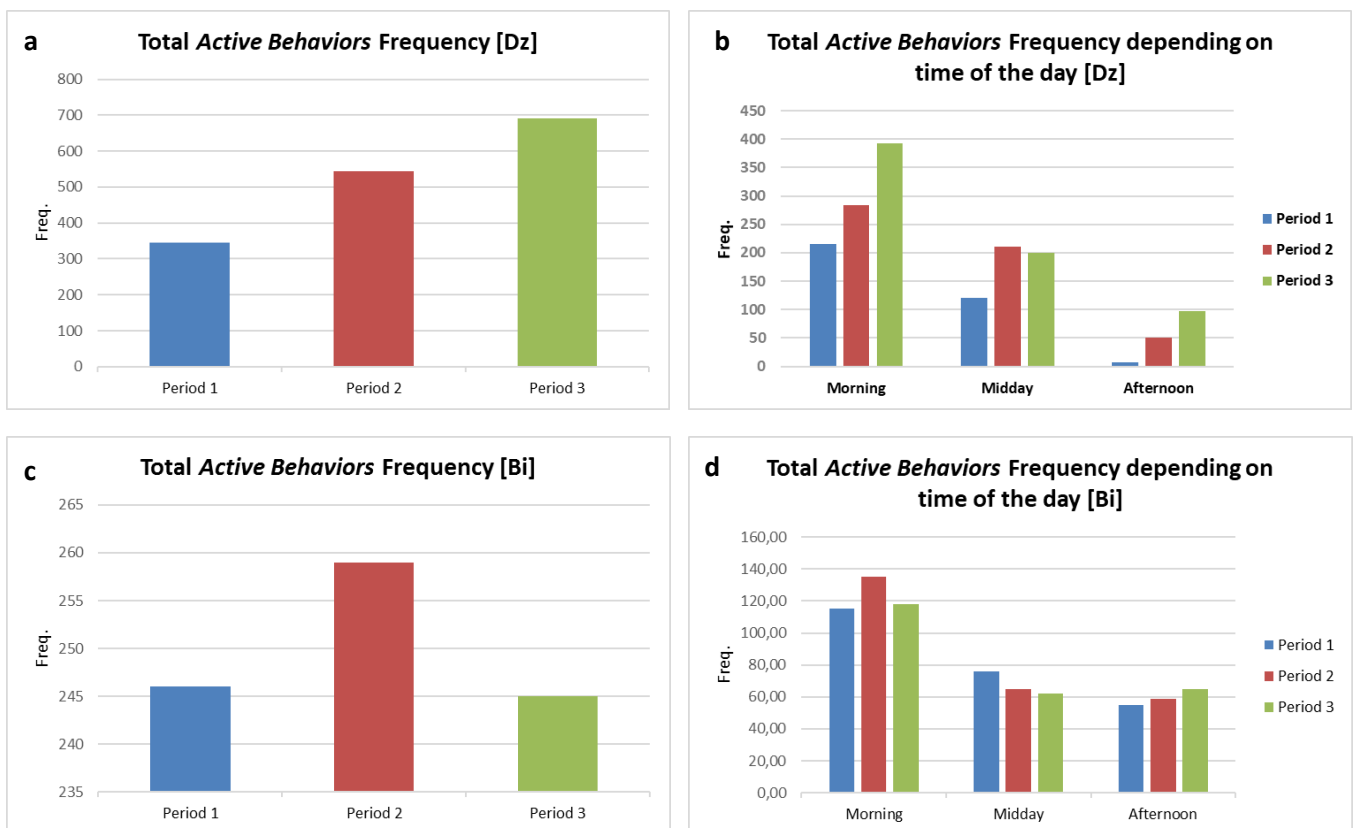 a
Total Active Behaviors Frequency [Dz]
800
700
600
500
400
300
200
100
0
Freq.
Period 1
Period 2
Period 3
b
Total Active Behaviors Frequency depending on
time of the day [Dz]
450
400
350
300
250
200
150
100
50
0
Freq.
Morning
Midday
Afternoon
Period 1
Period 2
Period 3
c
Total Active Behaviors Frequency [Bi]
265
260
255
250
245
240
235
Freq.
Period 1
Period 2
Period 3
d
Total Active Behaviors Frequency depending on
time of the day [Bi]
160,00
140,00
120,00
100,00
80,00
60,00
40,00
20,00
0,00
Freq.
Morning
Midday
Afternoon
Period 1
Period 2
Period 3